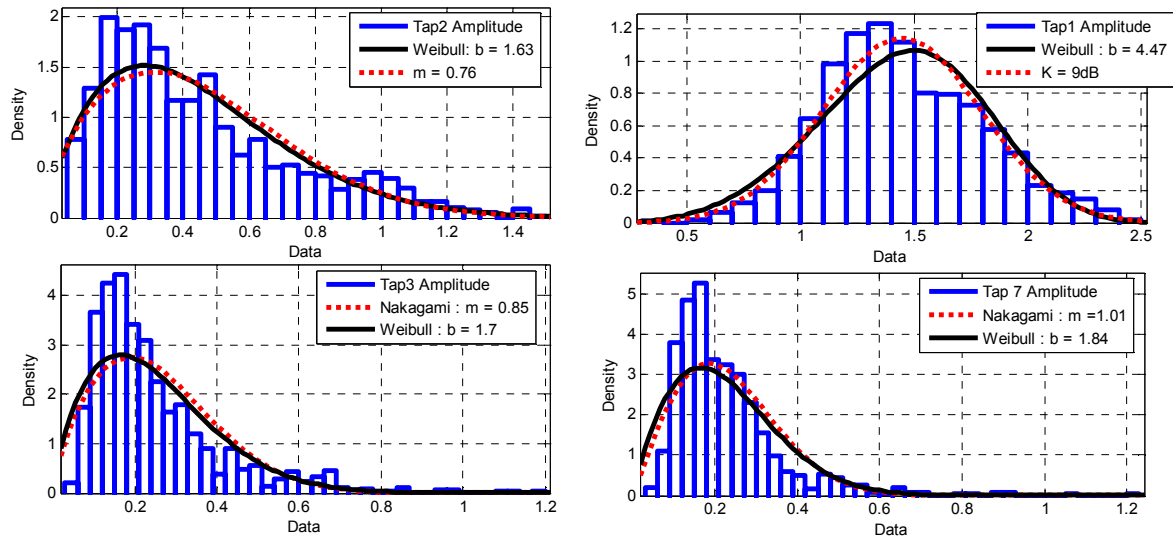 Tap2 Amplitude
Weibull: b = 1.63
m = 0.76
2
1.5
1
0.5
0
Density
0.2 0.4 0.6 0.8 1 1.2 1.4
Data
Tap1 Amplitude
Weibull : b = 4.47
K = 9dB
1.2
1
0.8
0.6
0.4
0.2
0
Density
0.5 1 1.5 2 2.5
Data
Tap3 Amplitude
Nakagami : m = 0.85
Weibull : b = 1.7
4
3
2
1
0
Density
0.2 0.4 0.6 0.8 1 1.2
Data
Tap 7 Amplitude
Nakagami : m =1.01
Weibull : b = 1.84
5
4
3
2
1
0
Density
0.2 0.4 0.6 0.8 1 1.2
Data